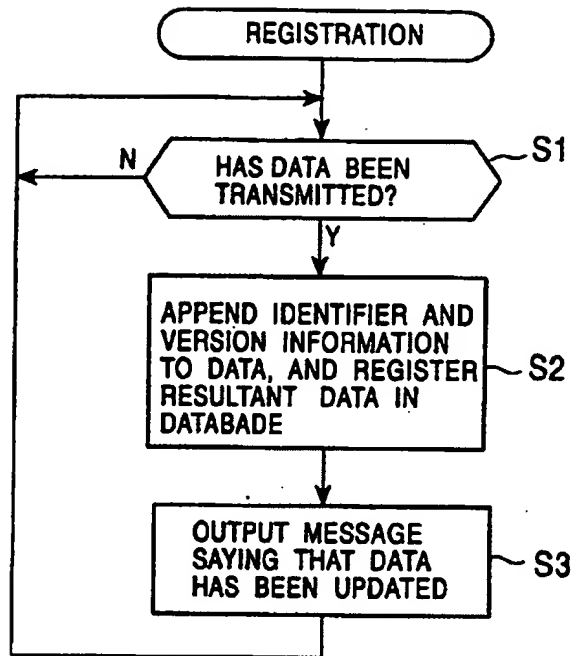 REGISTRATION
HAS DATA BEEN
TRANSMITTED?
S1
N
Y
APPEND IDENTIFIER AND
VERSION INFORMATION
TO DATA, AND REGISTER
RESULTANT DATA IN
DATABADE
S2
OUTPUT MESSAGE
SAYING THAT DATA
HAS BEEN UPDATED
S3